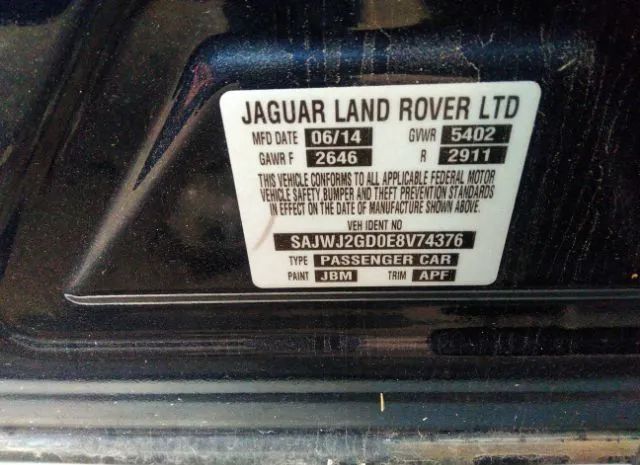 JAGUAR LAND ROVER LTD
MFD DATE 06/14 GVWR 5402
GAWR F 2646 R 2911
THIS VEHICLE CONFORMS TO ALL APPLICABLE FEDERAL MOTOR
VEHICLE SAFETY, BUMPER AND THEFT PREVENTION STANDARDS
IN EFFECT ON THE DATE OF MANUFACTURE SHOWN ABOVE.
VEH IDENT NO
SAJWJ2GD0E8V74376
TYPE PASSENGER CAR
PAINT JBM TRIM APF